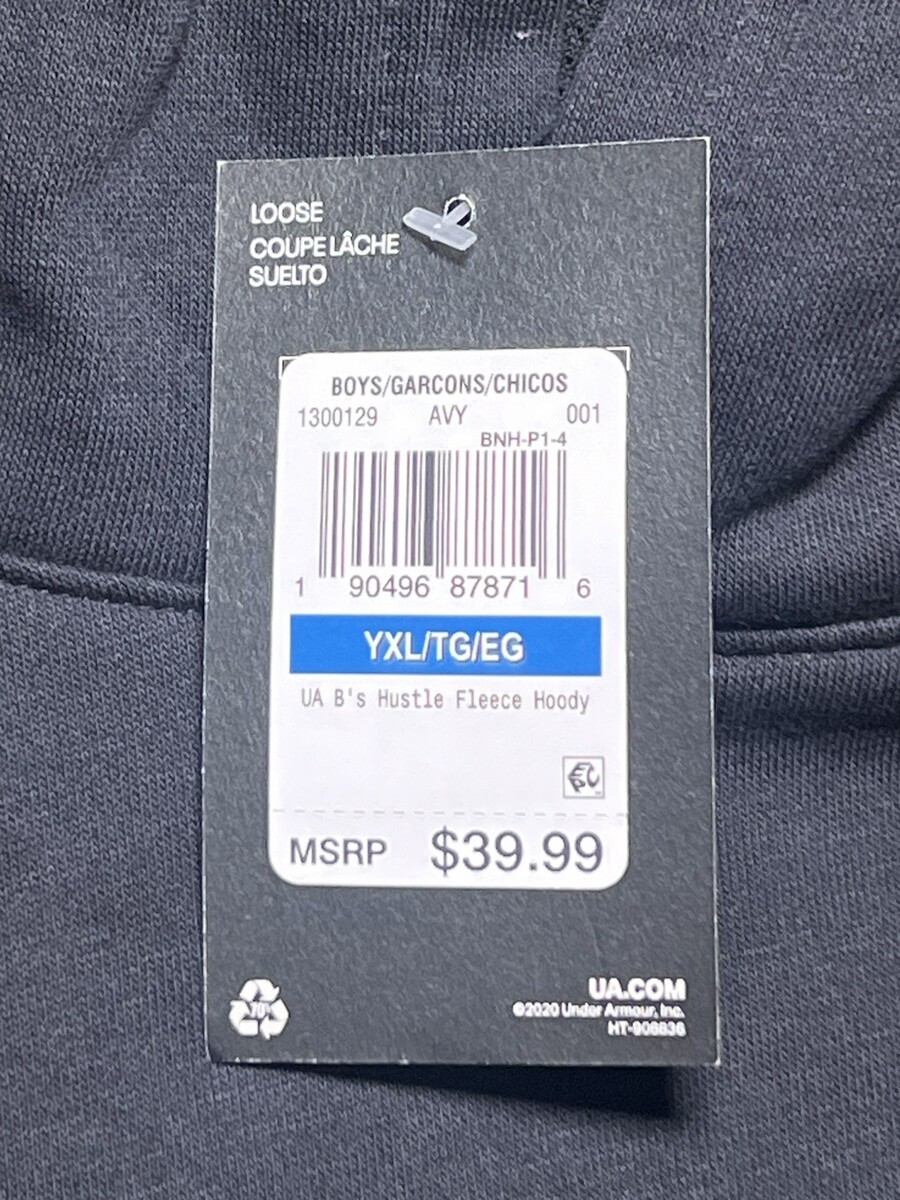 LOOSE
COUPE LÂCHE
SUELTO
BOYS/GARCONS/CHICOS
1300129 AVY 001
BNH-P1-4
1 90496 87871 6
YXL/TG/EG
UA B's Hustle Fleece Hoody
MSRP $39.99
70%
UA.COM
©2020 Under Armour, Inc.
HT-908836